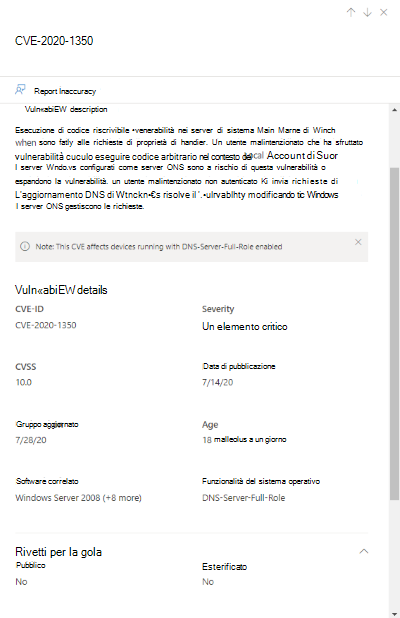 CVE-2020-1350
Report Inaccuracy
Vuln«abiEW description
Esecuzione di codice riscrivibile •venerabilità nei server di sistema Main Marne di Winch
when sono fatly alle richieste di proprietà di handier. Un utente malintenzionato che ha sfruttato
vulnerabilità cuculo eseguire codice arbitrario nel contesto del Local Account di Suor
I server Wndo.vs configurati come server ONS sono a rischio di questa vulnerabilità o
espandono la vulnerabilità. un utente malintenzionato non autenticato Ki invia richieste di
L'aggiornamento DNS di Wtnckn•€s risolve il '.•ulrvablhty modificando tic Windows
I server ONS gestiscono le richieste.
Note: This CVE affects devices running with DNS-Server-Full-Role enabled
Vuln«abiEW details
CVE-ID
Severity
CVE-2020-1350
Un elemento critico
CVSS
Data di pubblicazione
10.0
7/14/20
Gruppo aggiornato
Age
7/28/20
18 malleolus a un giorno
Software correlato
Funzionalità del sistema operativo
Windows Server 2008 (+8 more)
DNS-Server-Full-Role
Rivetti per la gola
Pubblico
Esterificato
No
No